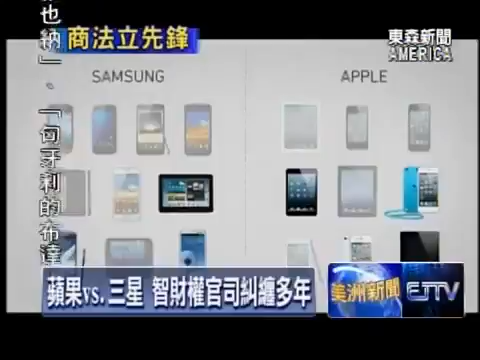 商法立先鋒
東森新聞
AMERICA
SAMSUNG
APPLE
納」、「匈牙利的布達
蘋果vs.三星 智財權官司糾纏多年
美洲新聞
EJTV